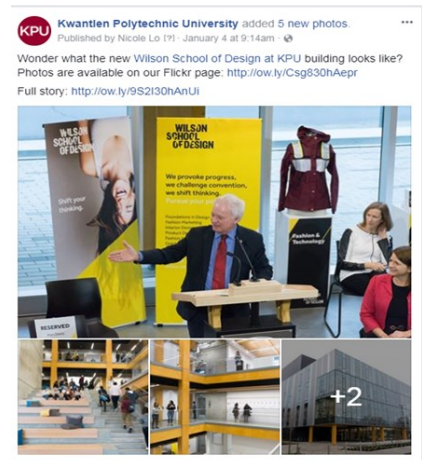 KPU
Kwantlen Polytechnic University added 5 new photos.
Published by Nicole Lo [?] · January 4 at 9:14am ·
Wonder what the new Wilson School of Design at KPU building looks like?
Photos are available on our Flickr page: http://ow.ly/Csg830hAepr
Full story: http://ow.ly/9S2I30hAnUi
WILSON
SCHOOL
OF DESIGN
Shift your
thinking.
WILSON
SCHOOL
OF DESIGN
We provoke progress,
we challenge convention,
we shift thinking.
Fashion &
Technology
RESERVED
+2